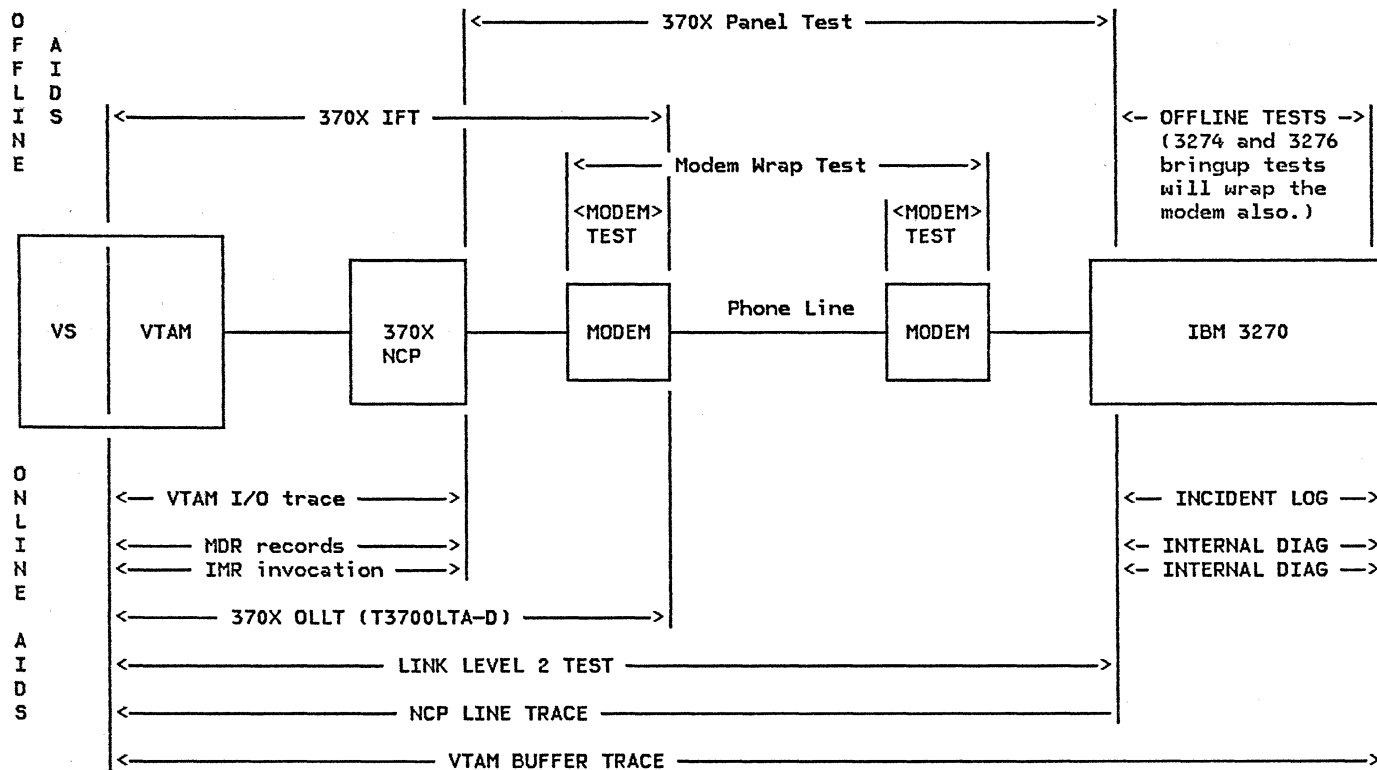 OFFLINE
AIDS
370X Panel Test
370X IFT
<- OFFLINE TESTS ->
(3274 and 3276
bringup tests
will wrap the
modem also.)
Modem Wrap Test
<MODEM>
TEST
<MODEM>
TEST
VS
VTAM
370X
NCP
MODEM
Phone Line
MODEM
IBM 3270
ONLINE
AIDS
VTAM I/O trace
INCIDENT LOG
MDR records
INTERNAL DIAG
IMR invocation
INTERNAL DIAG
370X OLLT (T3700LTA-D)
LINK LEVEL 2 TEST
NCP LINE TRACE
VTAM BUFFER TRACE